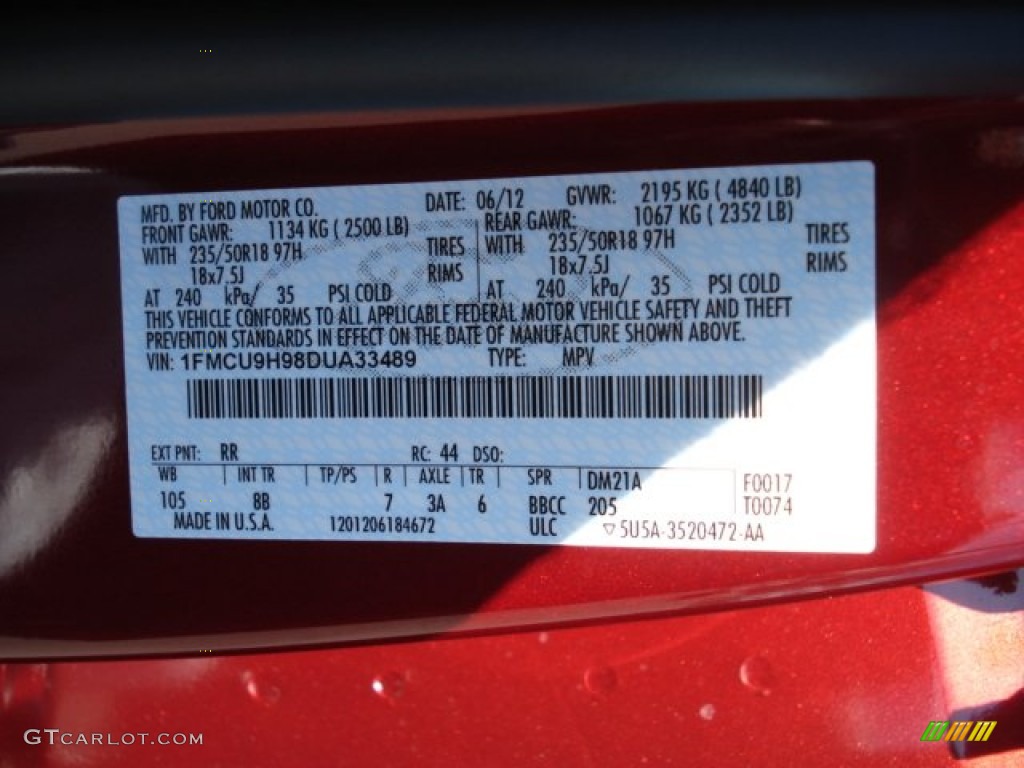 MFD. BY FORD MOTOR CO. DATE: 06/12 GVWR: 2195 KG ( 4840 LB)
FRONT GAWR: 1134 KG ( 2500 LB) REAR GAWR: 1067 KG ( 2352 LB)
WITH 235/50R18 97H TIRES WITH 235/50R18 97H TIRES
18x7.5J RIMS 18x7.5J RIMS
AT 240 kPa/ 35 PSI COLD AT 240 kPa/ 35 PSI COLD
THIS VEHICLE CONFORMS TO ALL APPLICABLE FEDERAL MOTOR VEHICLE SAFETY AND THEFT
PREVENTION STANDARDS IN EFFECT ON THE DATE OF MANUFACTURE SHOWN ABOVE.
VIN: 1FMCU9H98DUA33489 TYPE: MPV
EXT PNT: RR RC: 44 DSO:
WB INT TR TP/PS R AXLE TR SPR DM21A F0017
105 8B 7 3A 6 BBCC 205 T0074
MADE IN U.S.A. 1201206184672 ULC ▽5U5A-3520472-AA
GTCARLOT.COM